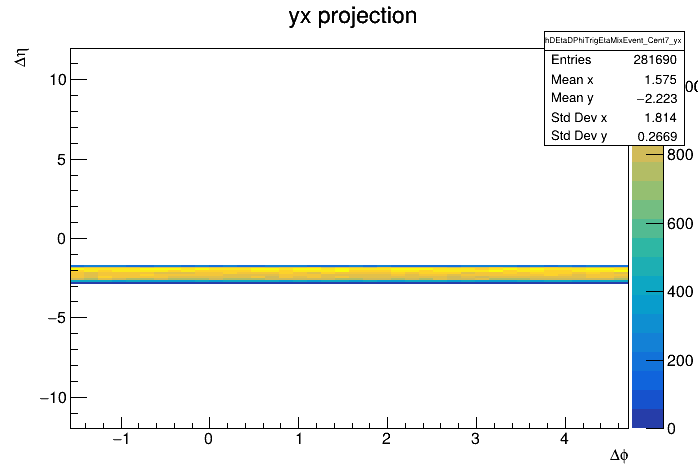 yx projection
hDEtaDPhiTrigEtaMixEvent_Cent7_yx
Entries 281690
Mean x 1.575
Mean y −2.223
Std Dev x 1.814
Std Dev y 0.2669
Δη
10
5
0
−5
−10
−1 0 1 2 3 4
Δϕ
800
600
400
200
0